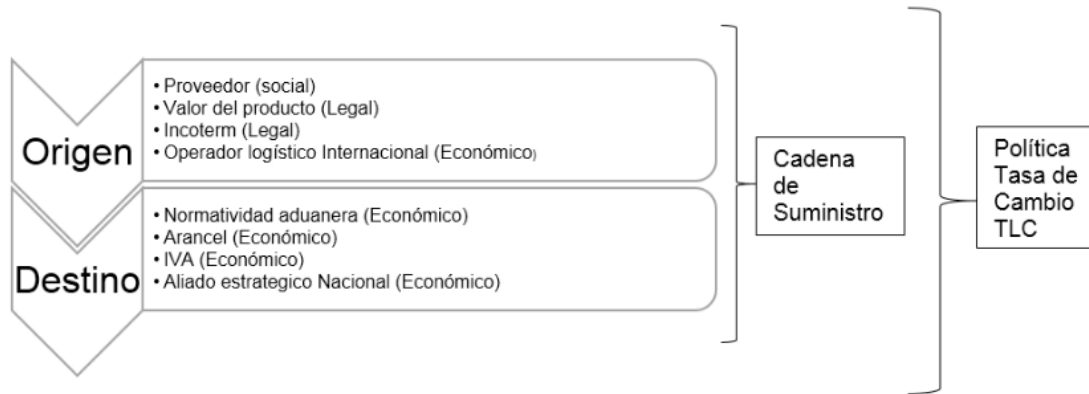 Origen
• Proveedor (social)
• Valor del producto (Legal)
• Incoterm (Legal)
• Operador logístico Internacional (Económico)
Destino
• Normatividad aduanera (Económico)
• Arancel (Económico)
• IVA (Económico)
• Aliado estrategico Nacional (Económico)
Cadena
de
Suministro
Política
Tasa de
Cambio
TLC